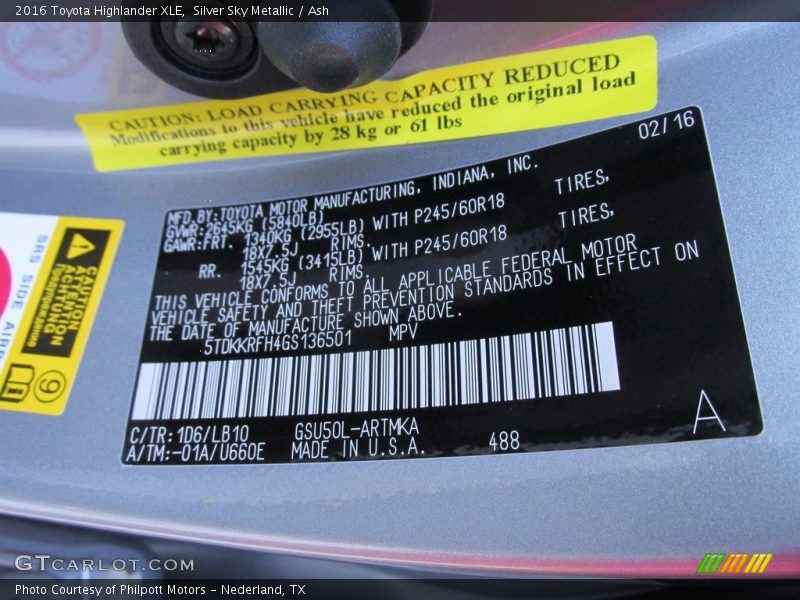 2016 Toyota Highlander XLE, Silver Sky Metallic / Ash
CAUTION: LOAD CARRYING CAPACITY REDUCED
Modifications to this vehicle have reduced the original load
carrying capacity by 28 kg or 61 lbs
02/16
MFD.BY:TOYOTA MOTOR MANUFACTURING, INDIANA, INC.
GVWR:2645KG (5840LB)
GAWR:FRT. 1340KG (2955LB) WITH P245/60R18 TIRES,
18X7.5J RIMS.
RR. 1545KG (3415LB) WITH P245/60R18 TIRES,
18X7.5J RIMS.
THIS VEHICLE CONFORMS TO ALL APPLICABLE FEDERAL MOTOR
VEHICLE SAFETY AND THEFT PREVENTION STANDARDS IN EFFECT ON
THE DATE OF MANUFACTURE SHOWN ABOVE.
5TDKKRFH4GS136501 MPV
C/TR: 1D6/LB10 GSU50L-ARTMKA
A/TM:-01A/U660E MADE IN U.S.A. 488
A
SRS SIDE AIRB
CAUTION
ACTHTUNG
9
GTCARLOT.COM
Photo Courtesy of Philpott Motors - Nederland, TX